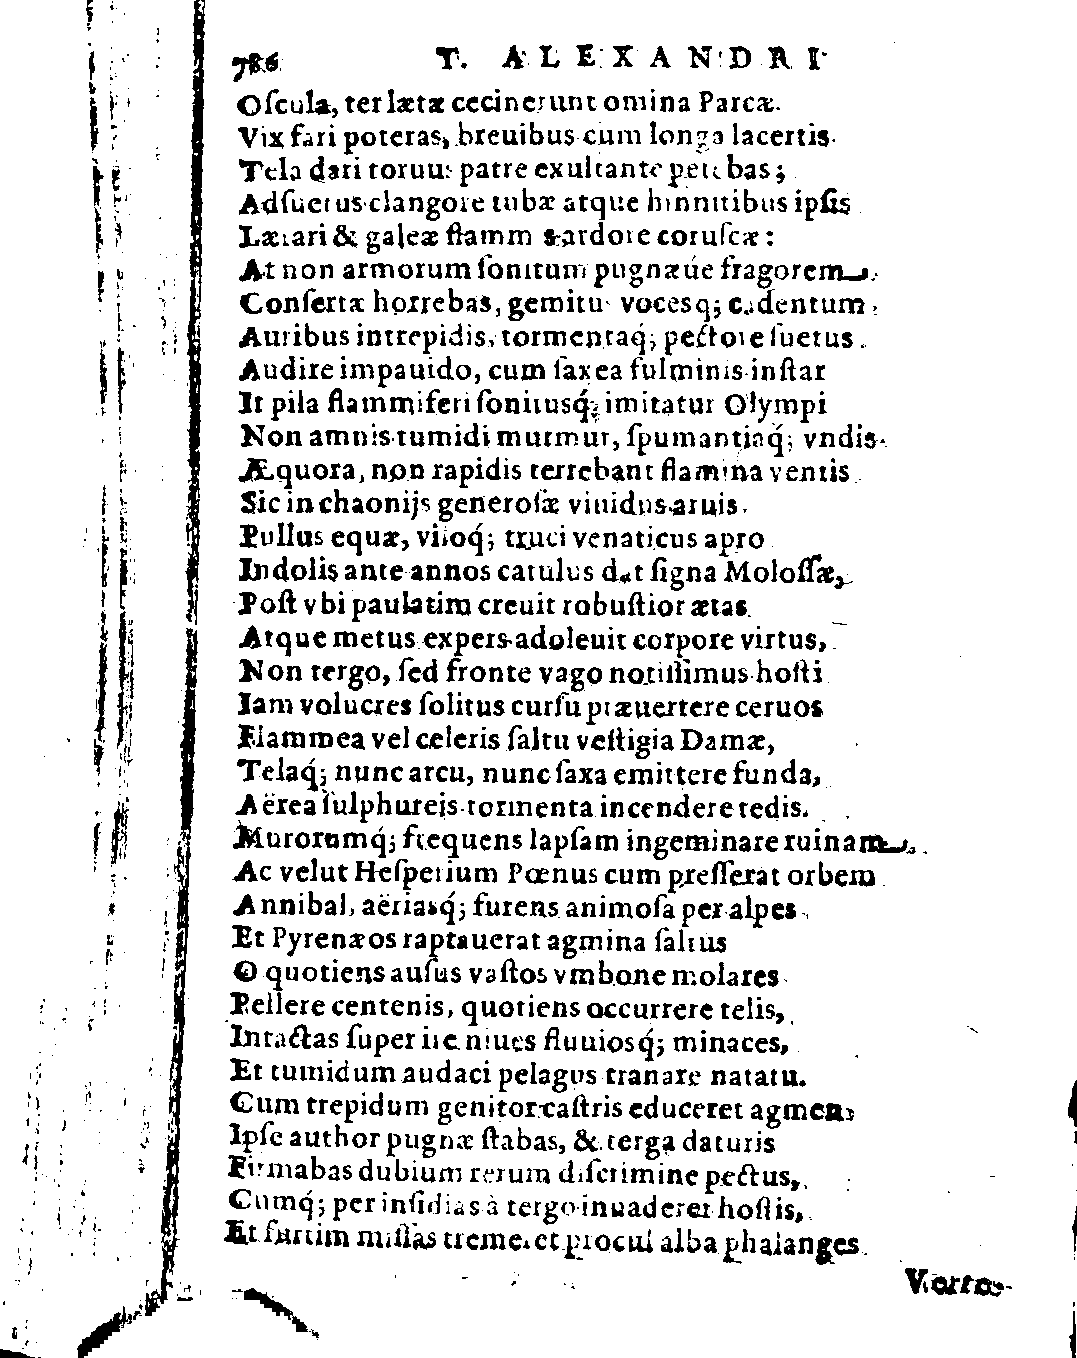 786 T. ALEXANDRI
Oſcula, ter lætæ cecinerunt omina Parcæ.
Vix fari poteras, breuibus cum longa lacertis
Tela dari toruus patre exultante petebas;
Adſuetus clangore tubæ atque hinnitibus ipſis
Lætari & galeæ flamm s ardore coruſcæ:
At non armorum ſonitum pugnæúe fragorem
Conſertæ horrebas, gemitu vocesq; cadentum,
Auribus intrepidis, tormentaq́; pectore ſuetus
Audire impauido, cum ſaxea fulminis inſtar
It pila flammiferi ſonitusq́; imitatur Olympi
Non amnis tumidi murmur, ſpumantiaq́; vndis
Æquora, non rapidis terrebant flamina ventis
Sic in chaonijs generoſæ viuidus aruis,
Pullus equæ, viſoq́; truci venaticus apro
Indolis ante annos catulus dat ſigna Moloſſæ,
Poſt vbi paulatim creuit robuſtior ætas
Atque metus expers adoleuit corpore virtus,
Non tergo, ſed fronte vago notiſſimus hoſti
Iam volucres ſolitus curſu præuertere ceruos
Flammea vel celeris ſaltu veſtigia Damæ,
Telaq́; nunc arcu, nunc ſaxa emittere funda,
Aërea ſulphureis tormenta incendere tedis.
Murorumq́; frequens lapſam ingeminare ruinam
Ac velut Heſperium Pœnus cum preſſerat orbem
Annibal, aëriasq́; furens animoſa per alpes
Et Pyrenæos raptauerat agmina ſaltus
O quotiens auſus vaſtos vmbone molares
Pellere centenis, quotiens occurrere telis,
Intactas ſuper ire niues fluuiosq́; minaces,
Et tumidum audaci pelagus tranare natatu.
Cum trepidum genitor caſtris educeret agmen,
Ipſe author pugnæ ſtabas, & terga daturis
Firmabas dubium rerum diſcrimine pectus,
Cumq́; per inſidias à tergo inuaderet hoſtis,
Et furtim miſſas tremeret procul alba phalanges
Verte-